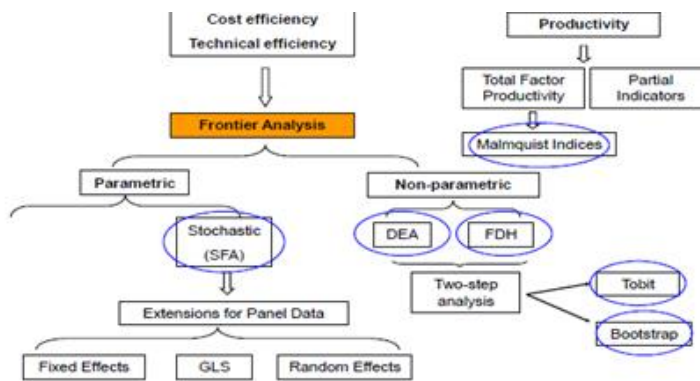 Cost efficiency
Technical efficiency
Productivity
Total Factor
Productivity
Partial
Indicators
Frontier Analysis
Malmquist Indices
Parametric
Non-parametric
Stochastic
(SFA)
DEA
FDH
Two-step
analysis
Tobit
Bootstrap
Extensions for Panel Data
Fixed Effects
GLS
Random Effects